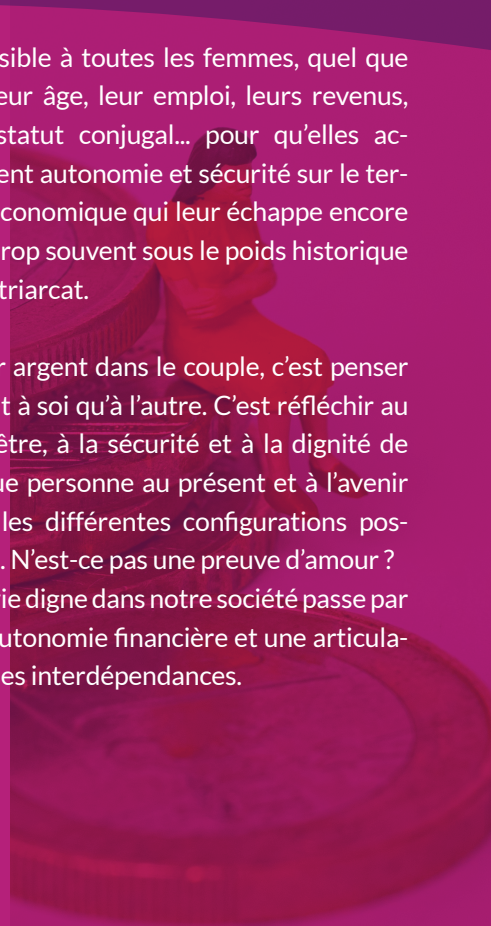 sible à toutes les femmes, quel que
eur âge, leur emploi, leurs revenus,
statut conjugal... pour qu'elles ac-
ent autonomie et sécurité sur le ter-
conomique qui leur échappe encore
rop souvent sous le poids historique
triarcat.
r argent dans le couple, c'est penser
t à soi qu'à l'autre. C'est réfléchir au
être, à la sécurité et à la dignité de
ue personne au présent et à l'avenir
les différentes configurations pos-
. N'est-ce pas une preuve d'amour ?
ie digne dans notre société passe par
utonomie financière et une articula-
es interdépendances.